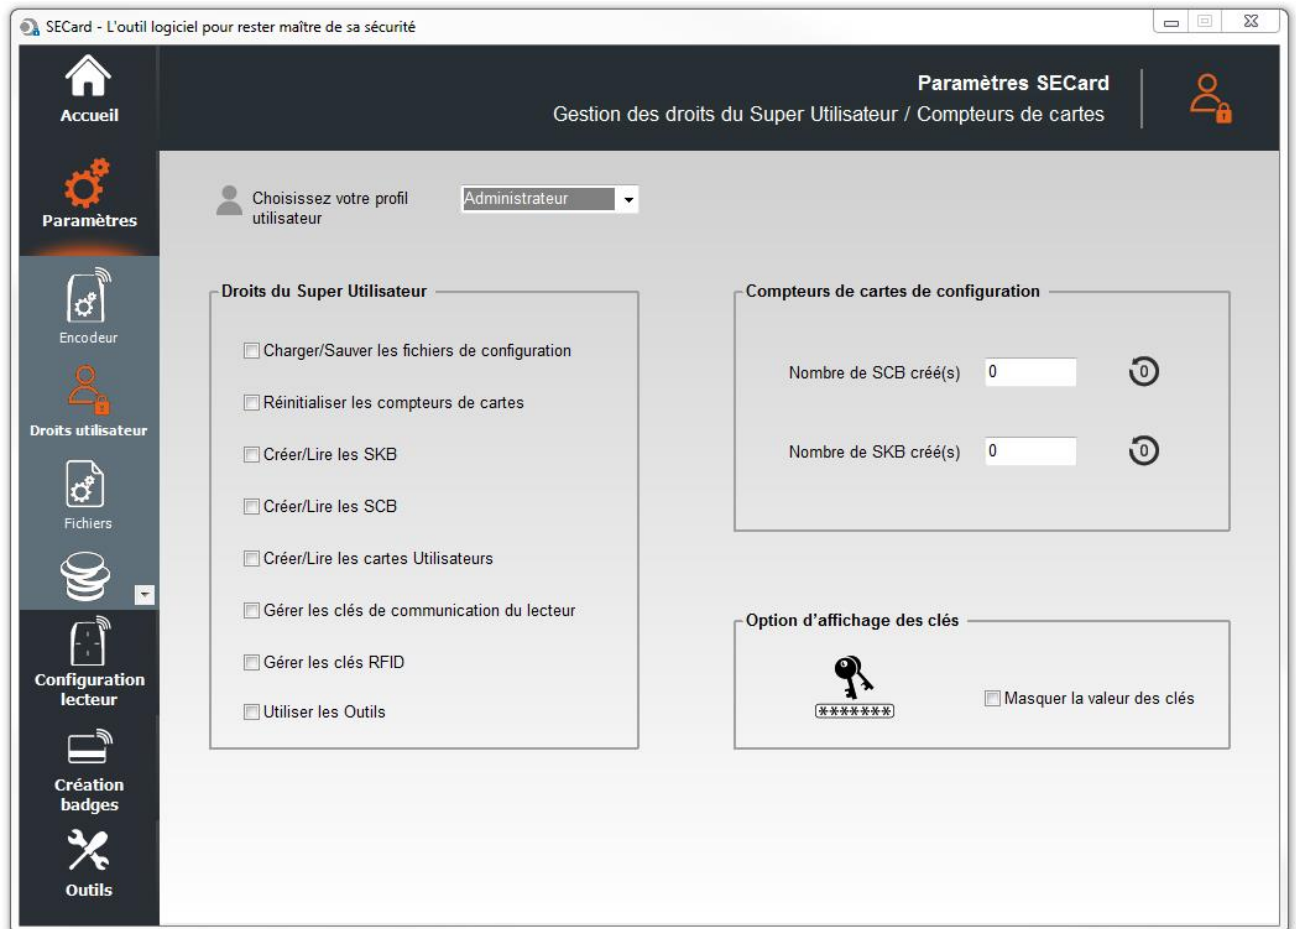 SECard - L'outil logiciel pour rester maître de sa sécurité
Accueil
Paramètres SECard
Gestion des droits du Super Utilisateur / Compteurs de cartes
Paramètres
Encodeur
Droits utilisateur
Fichiers
Configuration
lecteur
Création
badges
Outils
Choisissez votre profil
utilisateur
Administrateur
Droits du Super Utilisateur
Charger/Sauver les fichiers de configuration
Réinitialiser les compteurs de cartes
Créer/Lire les SKB
Créer/Lire les SCB
Créer/Lire les cartes Utilisateurs
Gérer les clés de communication du lecteur
Gérer les clés RFID
Utiliser les Outils
Compteurs de cartes de configuration
Nombre de SCB créé(s) 0 0
Nombre de SKB créé(s) 0 0
Option d'affichage des clés
*******
Masquer la valeur des clés